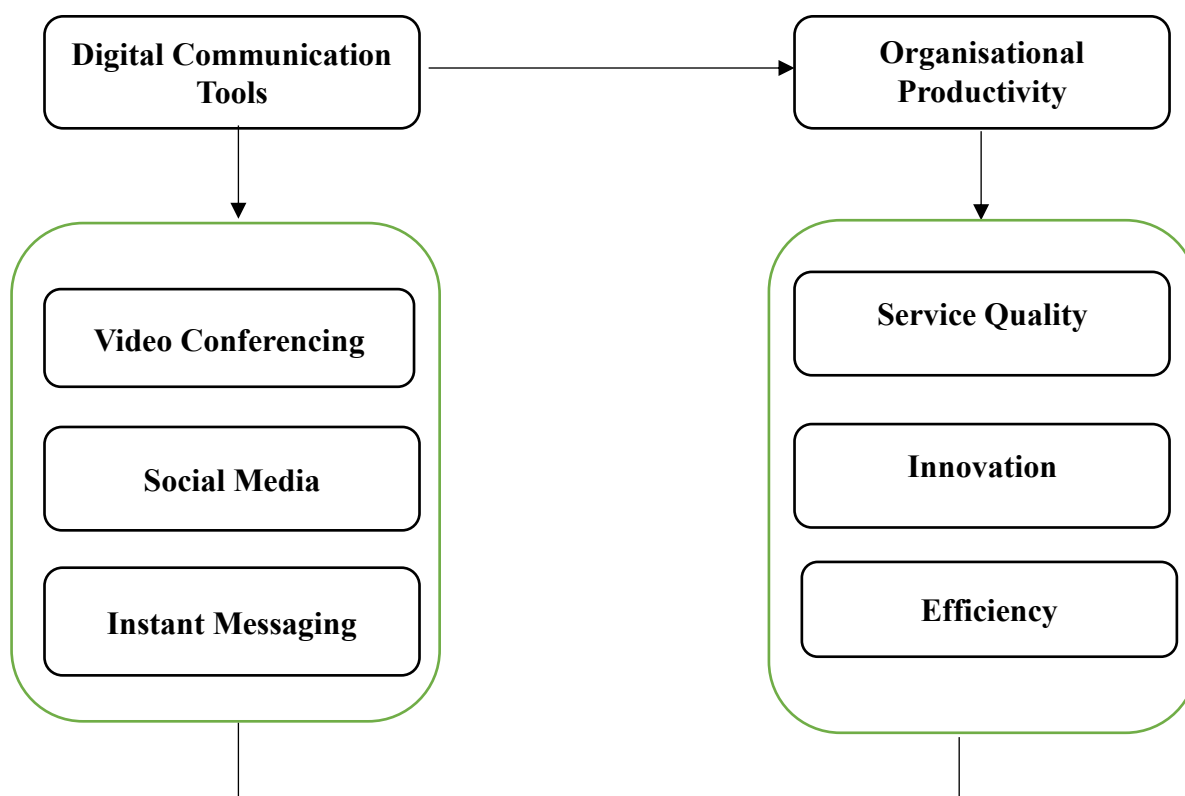 Digital Communication
Tools
Organisational
Productivity
Video Conferencing
Social Media
Instant Messaging
Service Quality
Innovation
Efficiency